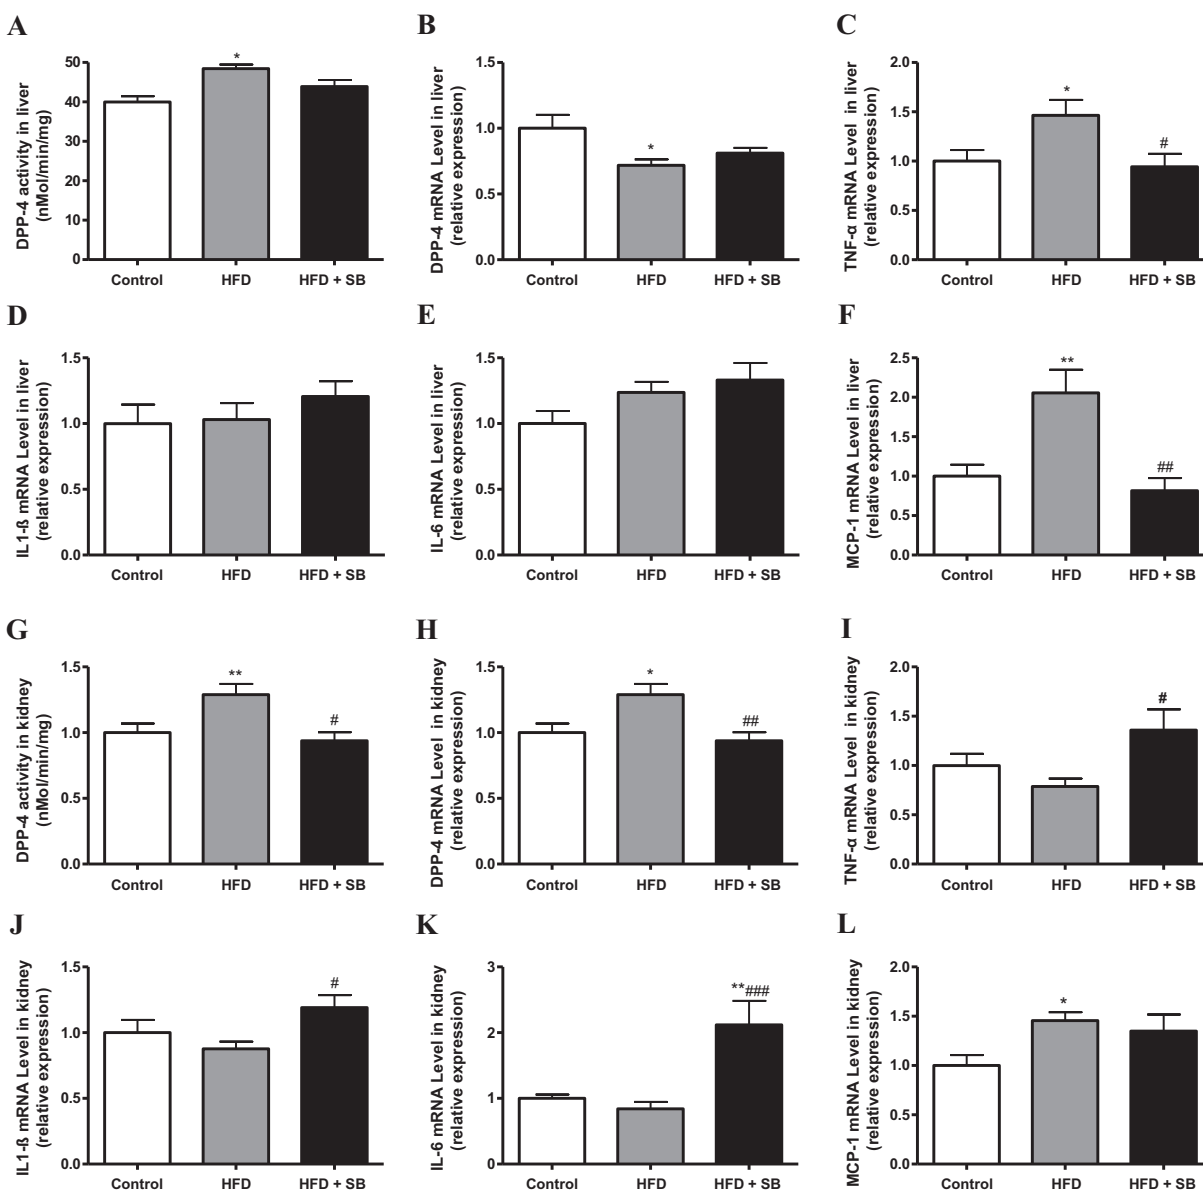 A
DPP-4 activity in liver
(nMol/min/mg)
50
40
30
20
10
0
*
Control HFD HFD + SB
B
DPP-4 mRNA Level in liver
(relative expression)
1.5
1.0
0.5
0.0
*
Control HFD HFD + SB
C
TNF-α mRNA Level in liver
(relative expression)
2.0
1.5
1.0
0.5
0.0
*
#
Control HFD HFD + SB
D
IL1-ß mRNA Level in liver
(relative expression)
1.5
1.0
0.5
0.0
Control HFD HFD + SB
E
IL-6 mRNA Level in liver
(relative expression)
1.5
1.0
0.5
0.0
Control HFD HFD + SB
F
MCP-1 mRNA Level in liver
(relative expression)
2.5
2.0
1.5
1.0
0.5
0.0
**
##
Control HFD HFD + SB
G
DPP-4 activity in kidney
(nMol/min/mg)
1.5
1.0
0.5
0.0
**
#
Control HFD HFD + SB
H
DPP-4 mRNA Level in kidney
(relative expression)
1.5
1.0
0.5
0.0
*
##
Control HFD HFD + SB
I
TNF-α mRNA Level in kidney
(relative expression)
2.0
1.5
1.0
0.5
0.0
#
Control HFD HFD + SB
J
IL1-ß mRNA Level in kidney
(relative expression)
1.5
1.0
0.5
0.0
#
Control HFD HFD + SB
K
IL-6 mRNA Level in kidney
(relative expression)
3
2
1
0
**###
Control HFD HFD + SB
L
MCP-1 mRNA Level in kidney
(relative expression)
2.0
1.5
1.0
0.5
0.0
*
Control HFD HFD + SB